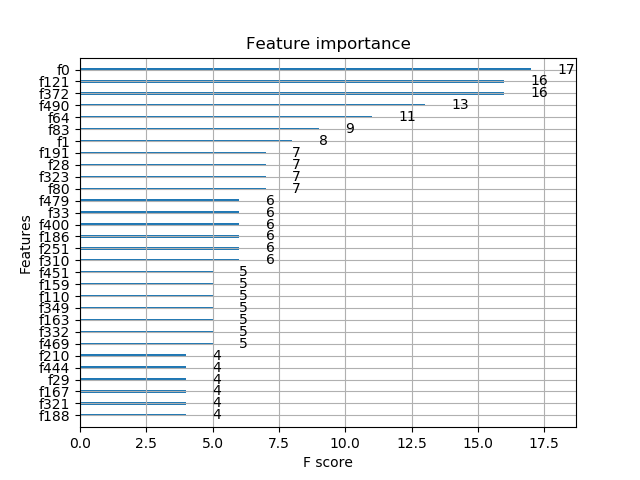 Feature importance
f0 17
f121 16
f372 16
f490 13
f64 11
f83 9
f1 8
f191 7
f28 7
f323 7
f80 7
f479 6
f33 6
f400 6
f186 6
f251 6
f310 6
f451 5
f159 5
f110 5
f349 5
f163 5
f332 5
f469 5
f210 4
f444 4
f29 4
f167 4
f321 4
f188 4
Features
0.0 2.5 5.0 7.5 10.0 12.5 15.0 17.5
F score